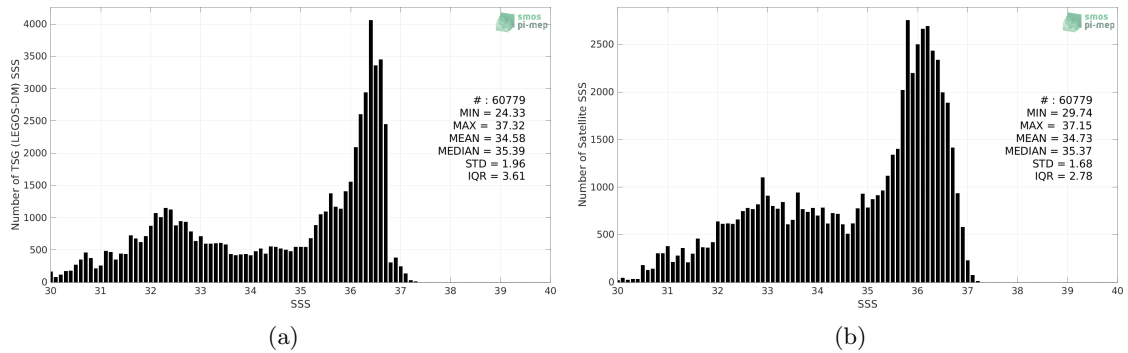 smos
pi-mep
4000
3500
3000
2500
2000
1500
1000
500
0
Number of TSG (LEGOS-DM) SSS
# : 60779
MIN = 24.33
MAX = 37.32
MEAN = 34.58
MEDIAN = 35.39
STD = 1.96
IQR = 3.61
30 31 32 33 34 35 36 37 38 39 40
SSS
(a)
smos
pi-mep
2500
2000
1500
1000
500
0
Number of Satellite SSS
# : 60779
MIN = 29.74
MAX = 37.15
MEAN = 34.73
MEDIAN = 35.37
STD = 1.68
IQR = 2.78
30 31 32 33 34 35 36 37 38 39 40
SSS
(b)